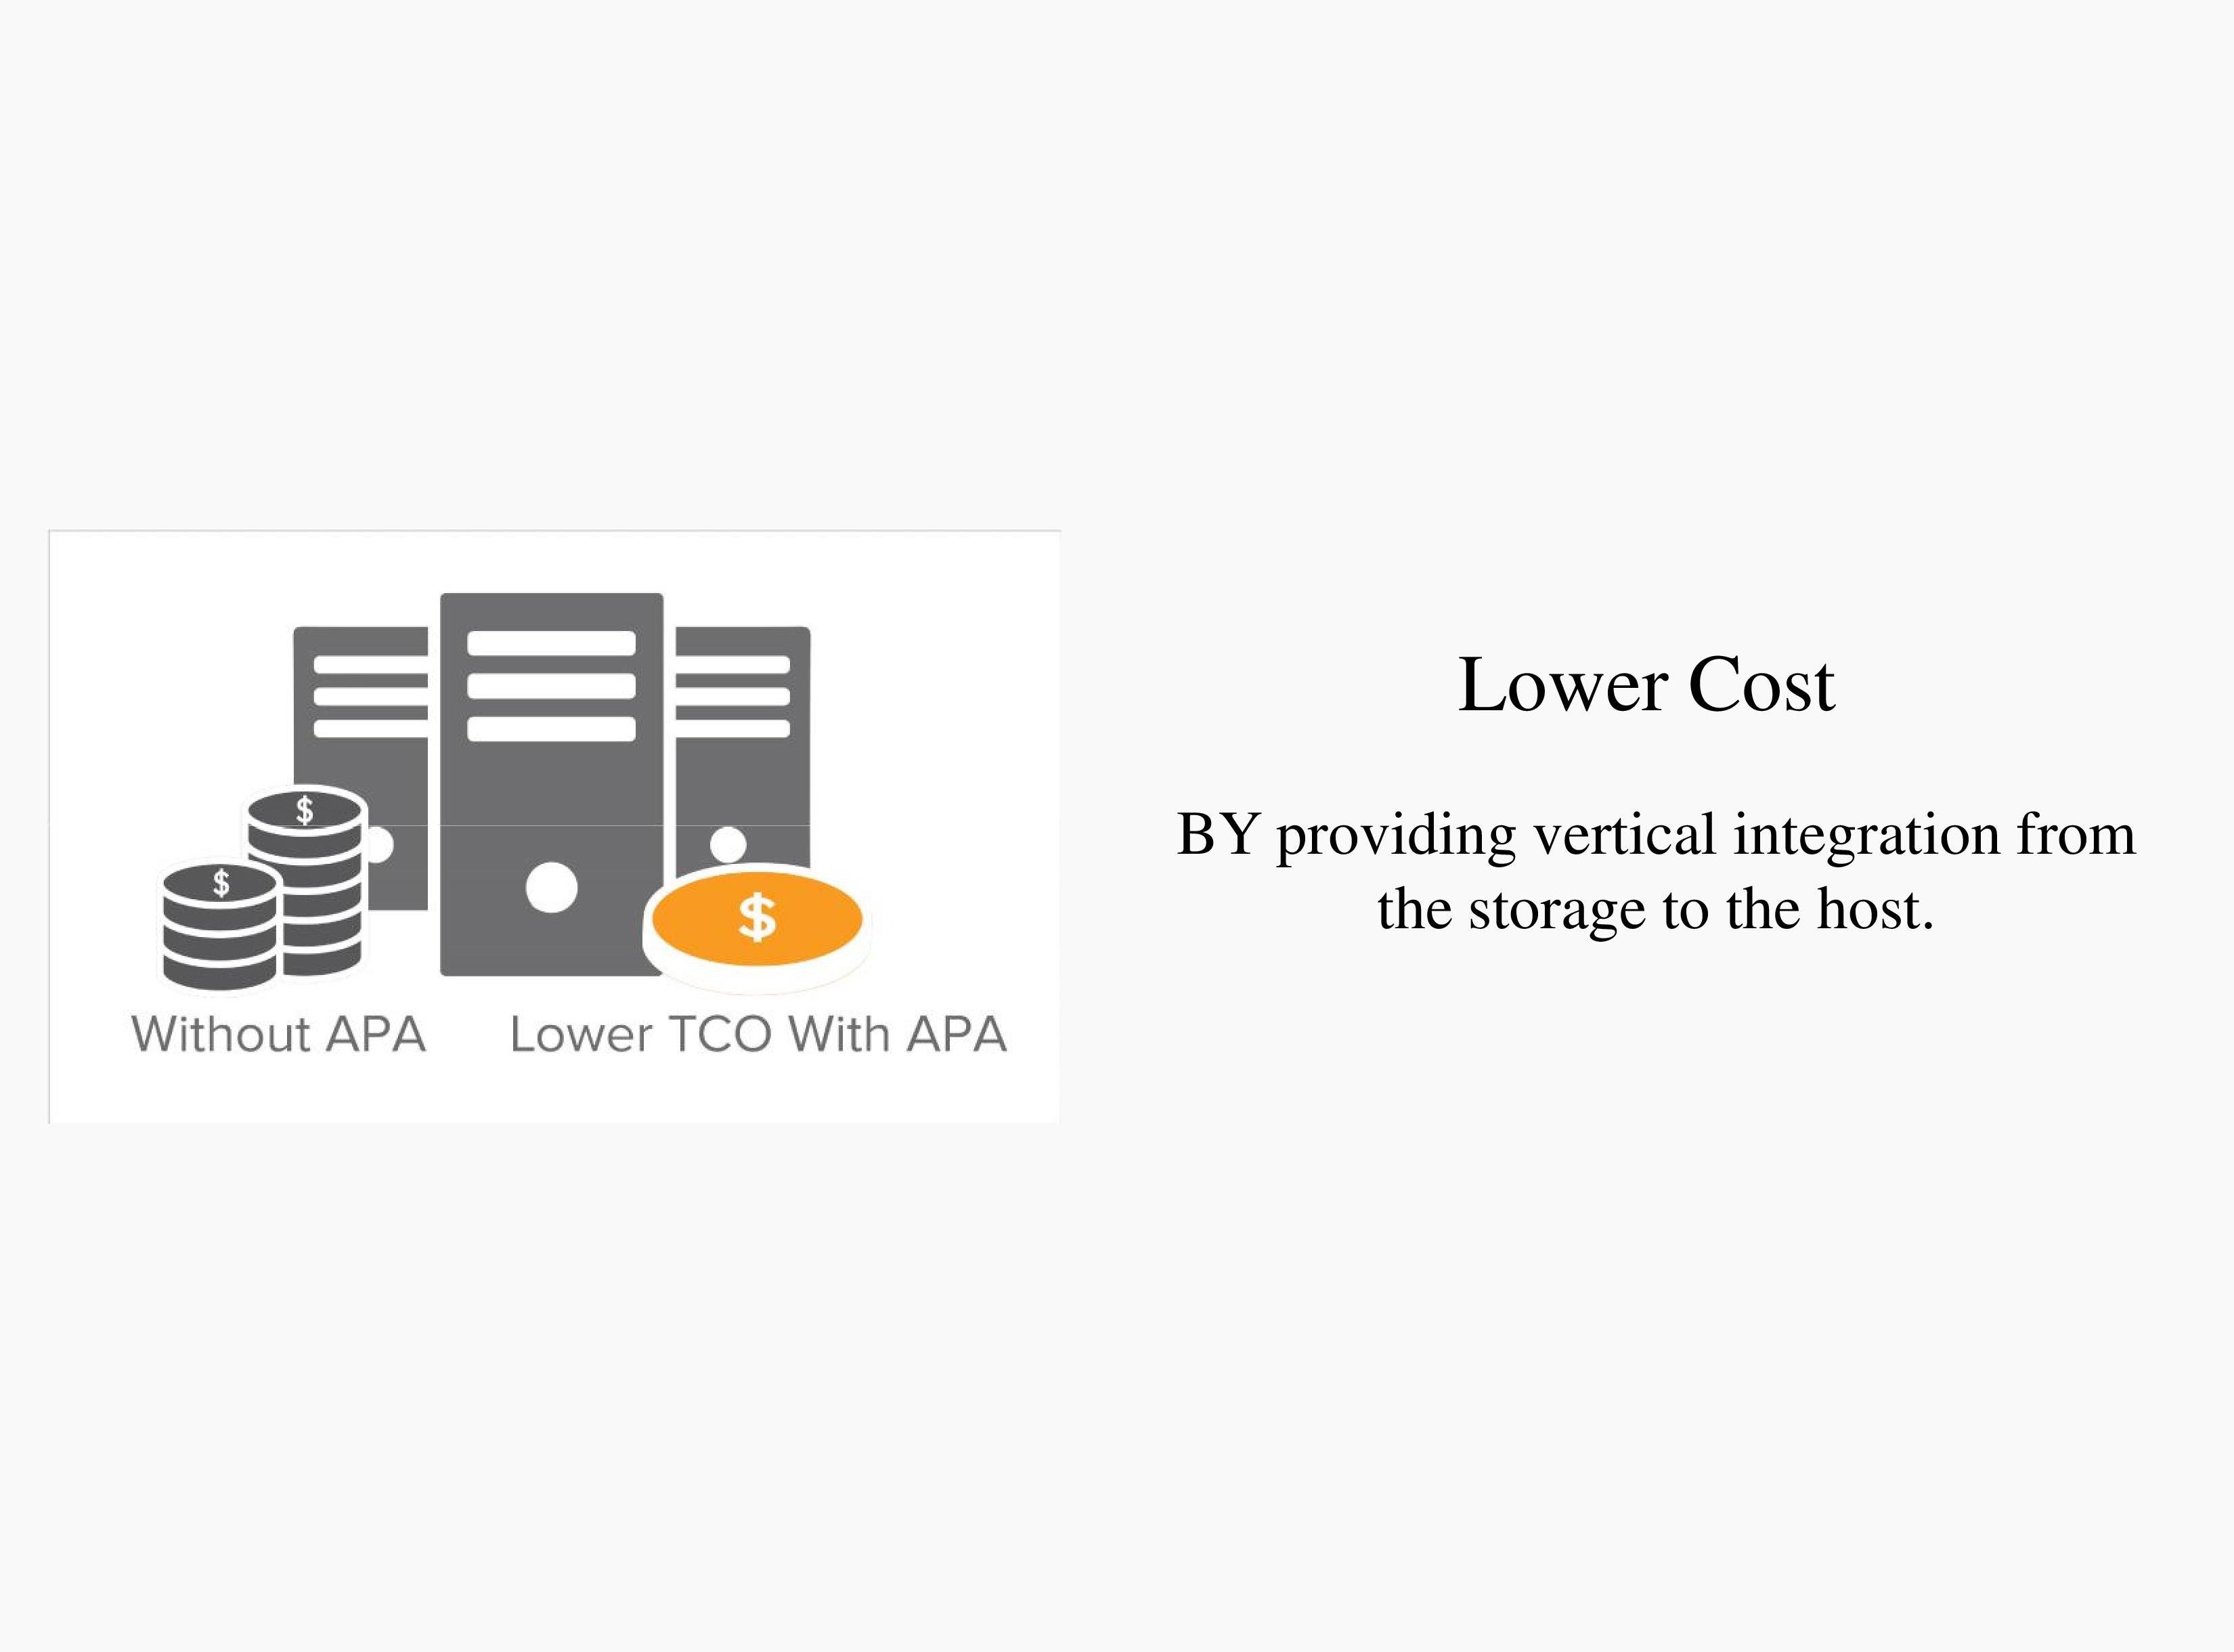 $
$
$
Without APA
Lower TCO With APA
Lower Cost
BY providing vertical integration from
the storage to the host.